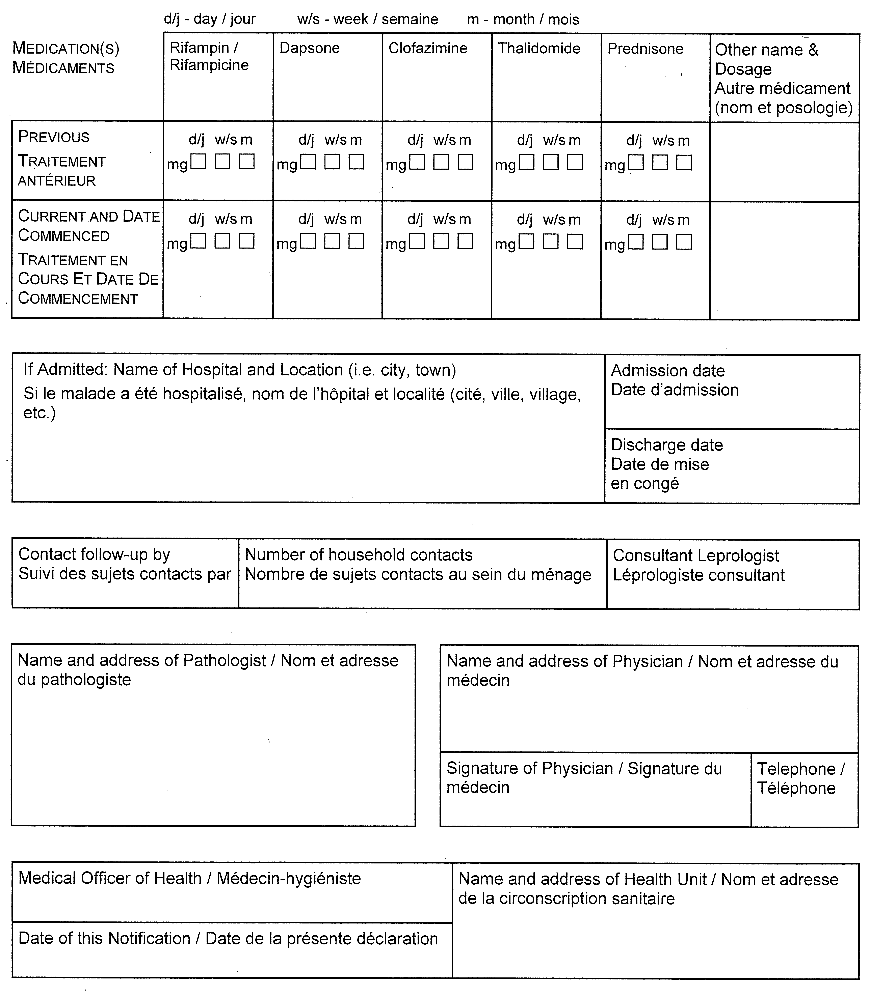 d/j - day / jour w/s - week / semaine m - month / mois
MEDICATION(S)
MÉDICAMENTS
Rifampin /
Rifampicine
Dapsone
Clofazimine
Thalidomide
Prednisone
Other name &
Dosage
Autre médicament
(nom et posologie)
PREVIOUS
TRAITEMENT
ANTÉRIEUR
d/j w/s m
mg
d/j w/s m
mg
d/j w/s m
mg
d/j w/s m
mg
d/j w/s m
mg
CURRENT AND DATE
COMMENCED
TRAITEMENT EN
COURS ET DATE DE
COMMENCEMENT
d/j w/s m
mg
d/j w/s m
mg
d/j w/s m
mg
d/j w/s m
mg
d/j w/s m
mg
If Admitted: Name of Hospital and Location (i.e. city, town)
Si le malade a été hospitalisé, nom de l'hôpital et localité (cité, ville, village,
etc.)
Admission date
Date d'admission
Discharge date
Date de mise
en congé
Contact follow-up by
Suivi des sujets contacts par
Number of household contacts
Nombre de sujets contacts au sein du ménage
Consultant Leprologist
Léprologiste consultant
Name and address of Pathologist / Nom et adresse
du pathologiste
Name and address of Physician / Nom et adresse du
médecin
Signature of Physician / Signature du
médecin
Telephone /
Téléphone
Medical Officer of Health / Médecin-hygiéniste
Date of this Notification / Date de la présente déclaration
Name and address of Health Unit / Nom et adresse
de la circonscription sanitaire